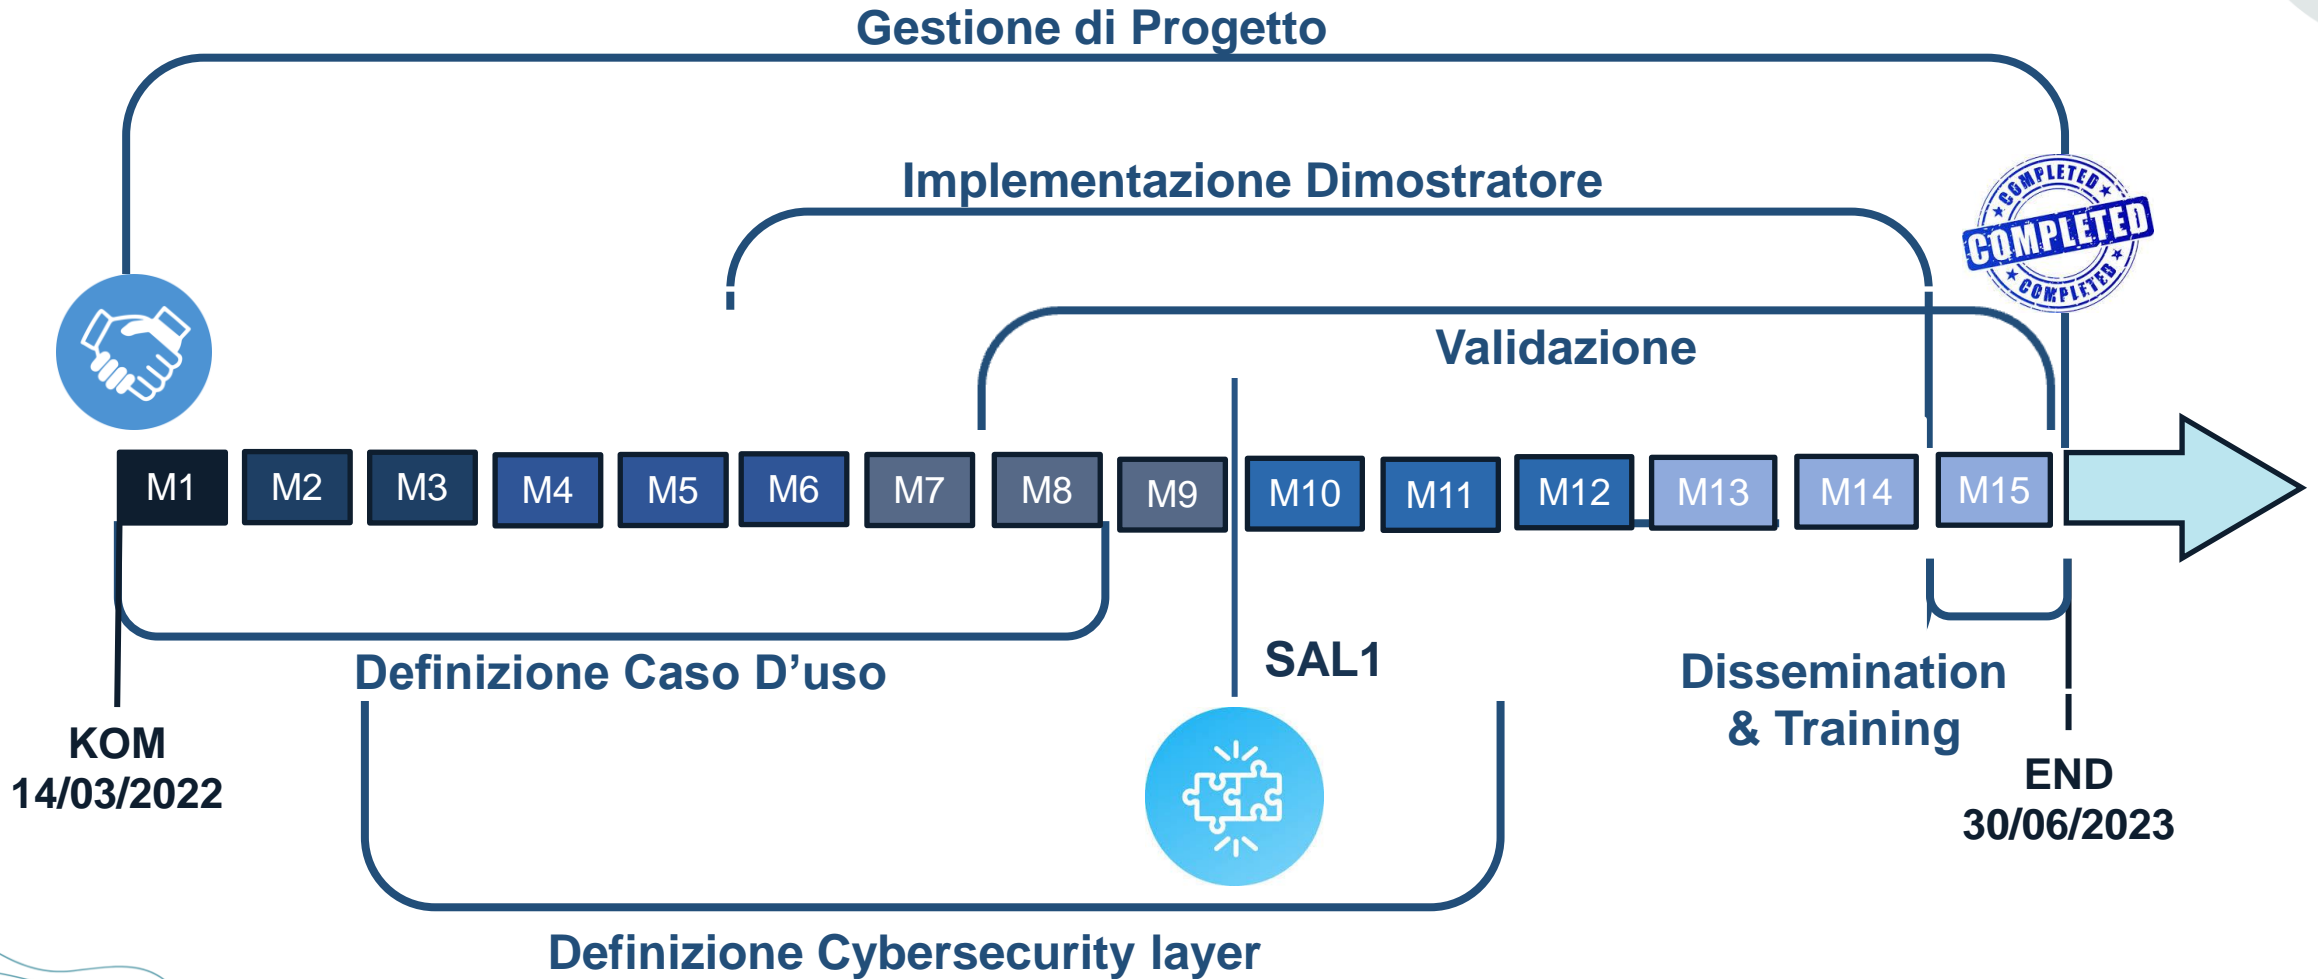 Gestione di Progetto
Implementazione Dimostratore
COMPLETED
COMPLETED
COMPLETED
Validazione
M1 M2 M3 M4 M5 M6 M7 M8 M9 M10 M11 M12 M13 M14 M15
Definizione Caso D’uso
SAL1
Dissemination
& Training
KOM
14/03/2022
END
30/06/2023
Definizione Cybersecurity layer